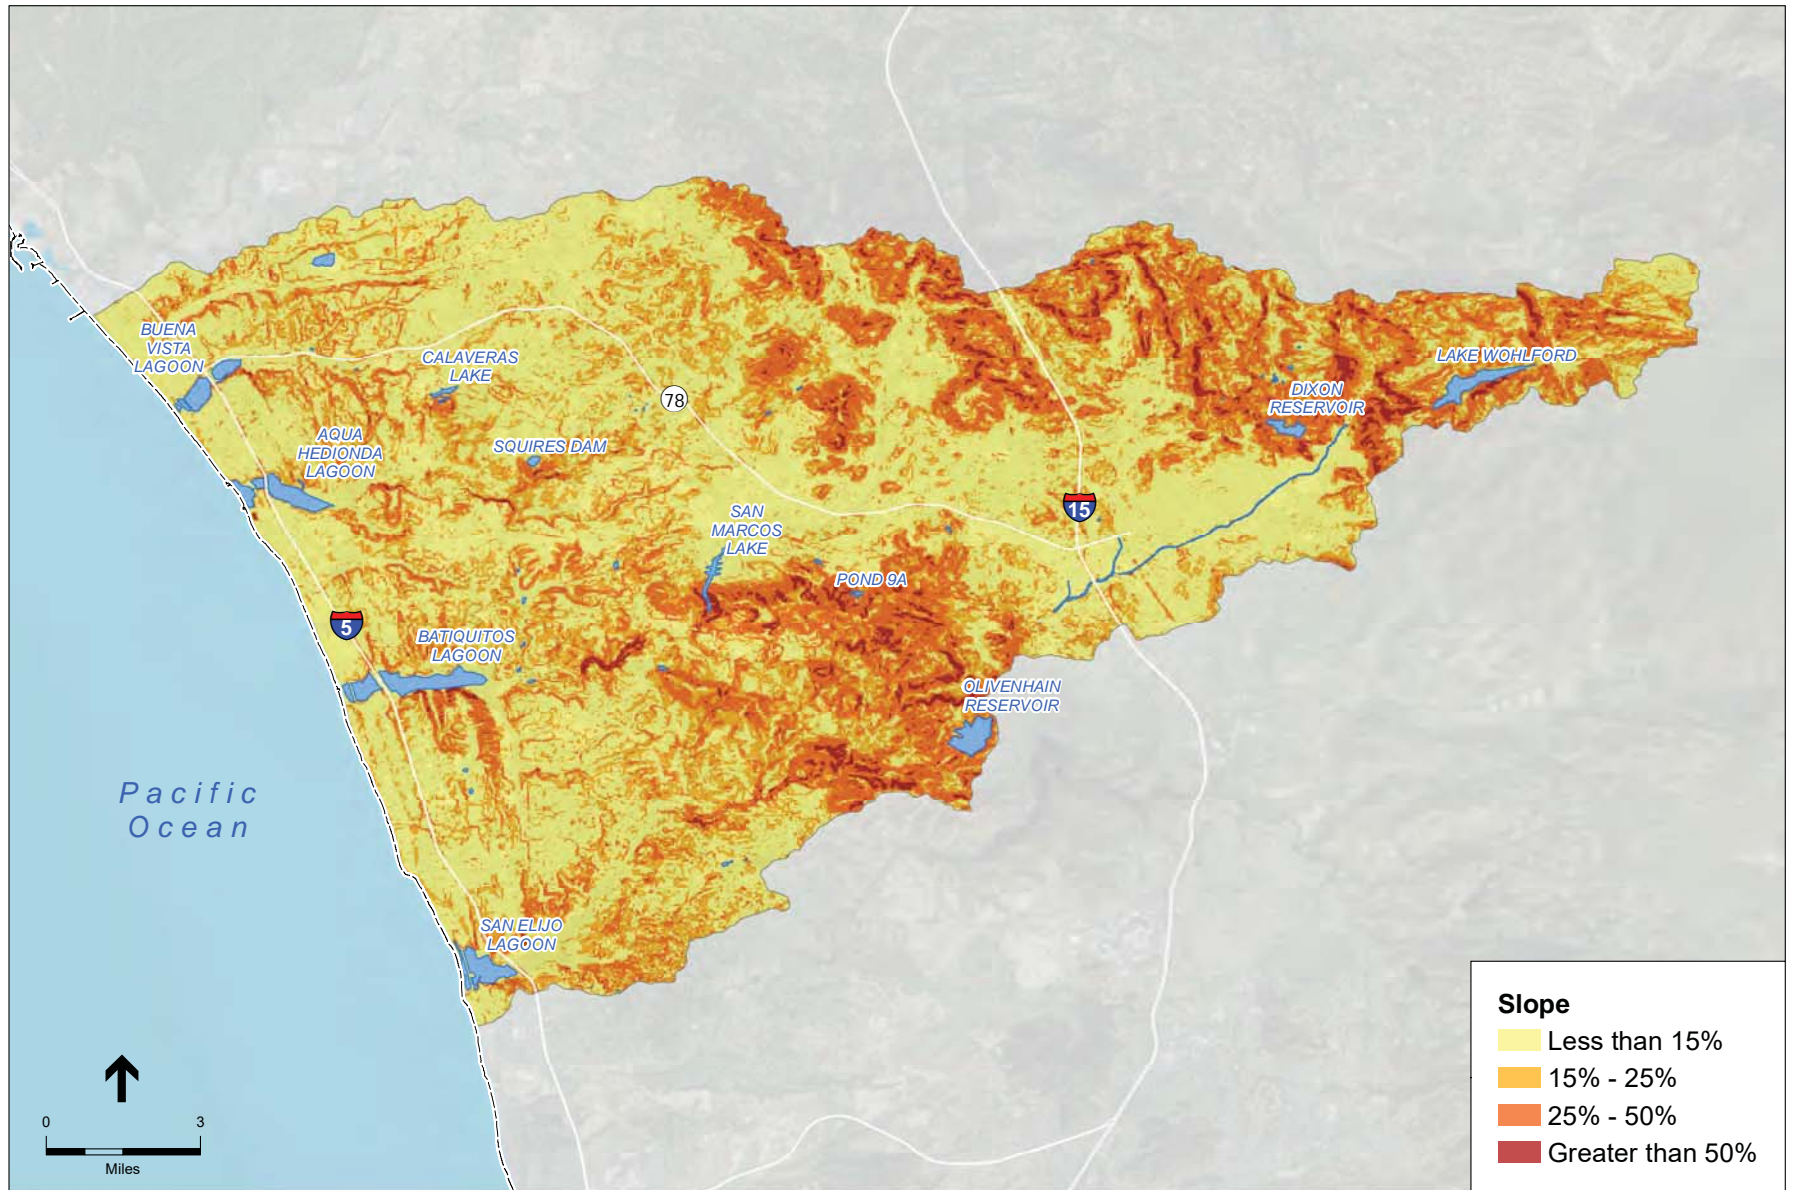 BUENA
VISTA
LAGOON
CALAVERAS
LAKE
LAKE WOHLFORD
DIXON
RESERVOIR
78
AQUA
HEDIONDA
LAGOON
SQUIRES DAM
SAN
MARCOS
LAKE
15
POND 9A
5
BATIQUITOS
LAGOON
OLIVENHAIN
RESERVOIR
Pacific
Ocean
SAN ELIJO
LAGOON
0 3
Miles
Slope
Less than 15%
15% - 25%
25% - 50%
Greater than 50%